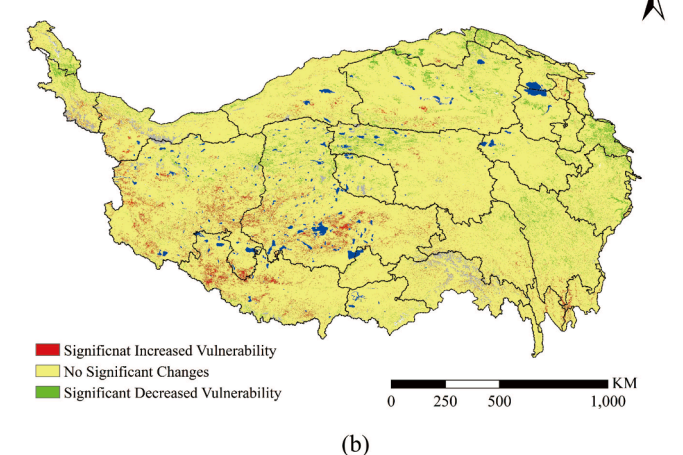 Significnat Increased Vulnerability
No Significant Changes
Significant Decreased Vulnerability
KM
0 250 500 1,000
(b)